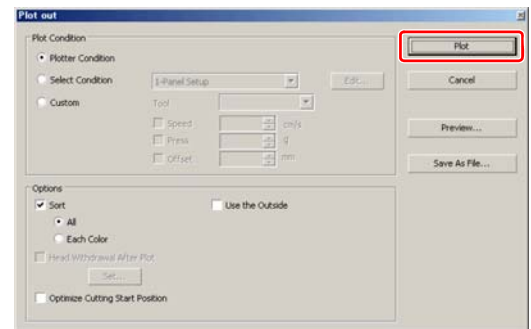 Plot out
Plot Condition
Plotter Condition
Select Condition
1-Panel Setup
Edit...
Custom
Tool
Speed
cm/s
Press
g
Offset
mm
Plot
Cancel
Preview...
Save As File...
Options
Sort
Use the Outside
All
Each Color
Head Withdrawal After Plot
Set...
Optimize Cutting Start Position